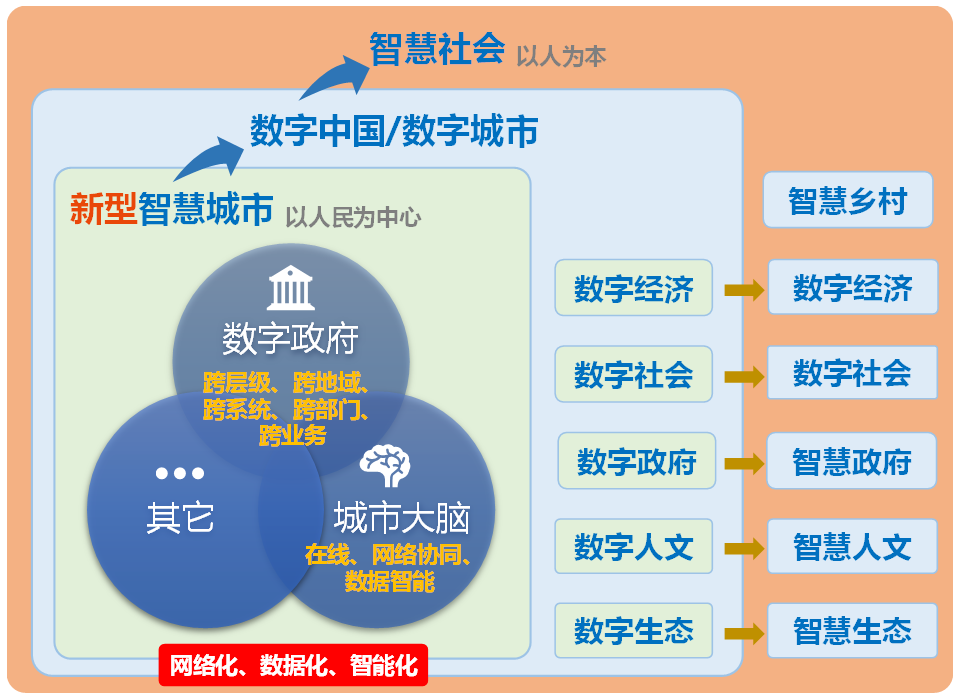 智慧社会 以人为本
数字中国/数字城市
新型智慧城市 以人民为中心
数字政府
跨层级、跨地域、
跨系统、跨部门、
跨业务
其它
城市大脑
在线、网络协同、
数据智能
网络化、数据化、智能化
智慧乡村
数字经济
数字经济
数字社会
数字社会
数字政府
智慧政府
数字人文
智慧人文
数字生态
智慧生态